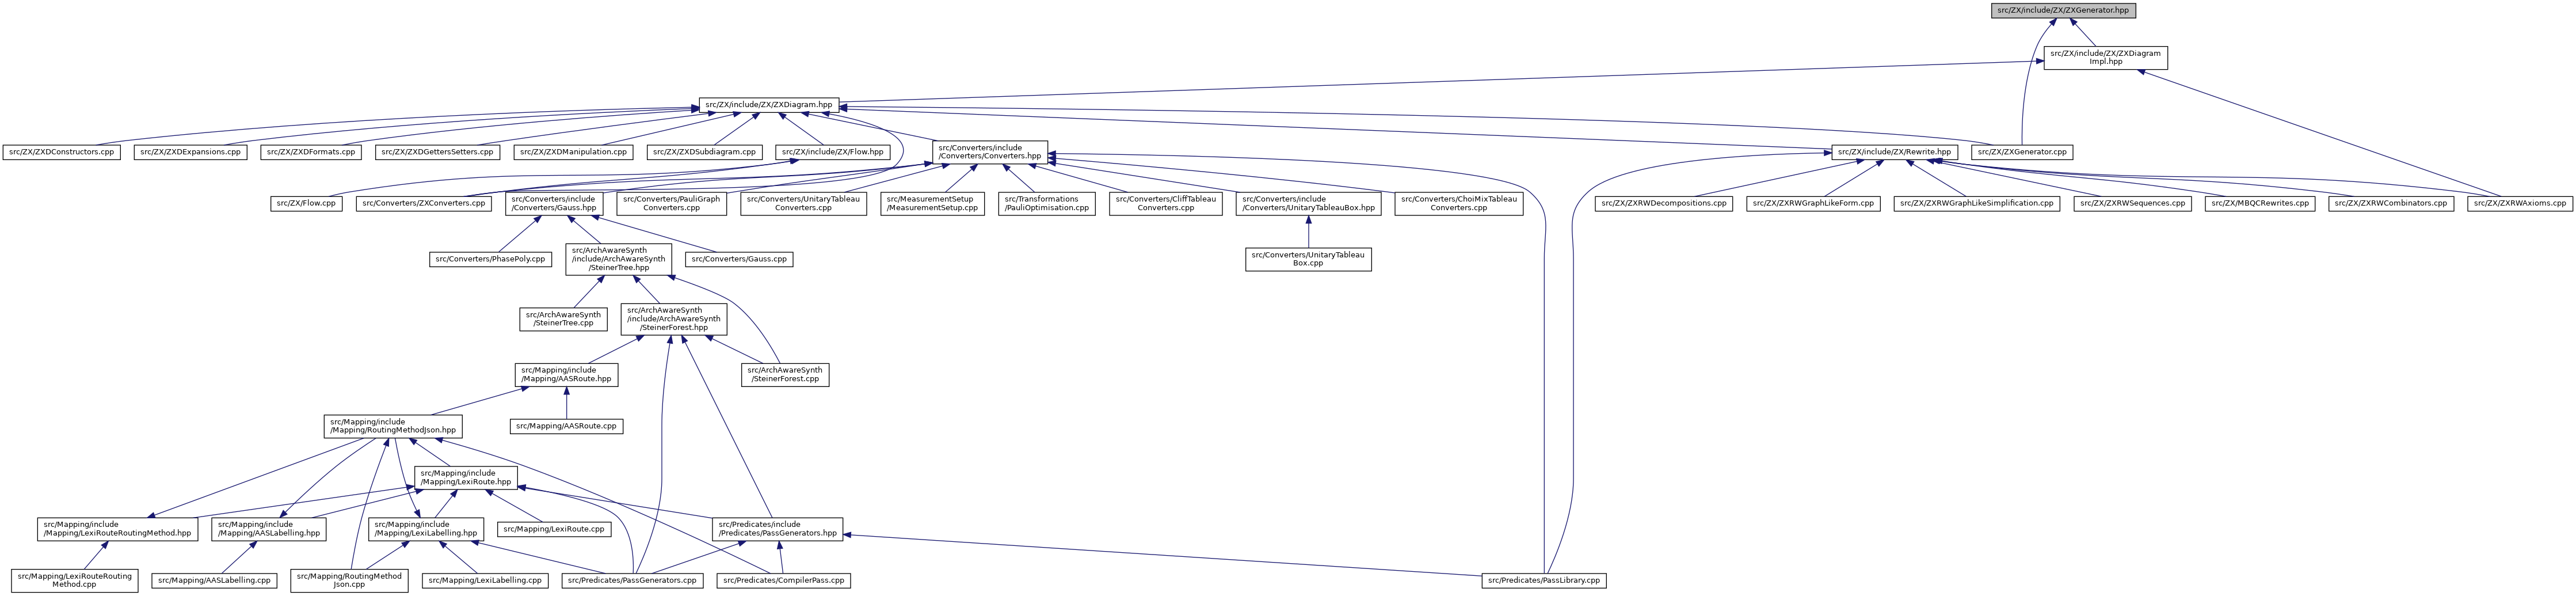 src/ZX/include/ZX/ZXGenerator.hpp
src/ZX/include/ZX/ZXDiagram
Impl.hpp
src/ZX/include/ZX/ZXDiagram.hpp
src/ZX/ZXDConstructors.cpp
src/ZX/ZXDExpansions.cpp
src/ZX/ZXDFormats.cpp
src/ZX/ZXDGettersSetters.cpp
src/ZX/ZXDManipulation.cpp
src/ZX/ZXDSubdiagram.cpp
src/ZX/include/ZX/Flow.hpp
src/Converters/include
/Converters/Converters.hpp
src/ZX/include/ZX/Rewrite.hpp
src/ZX/ZXGenerator.cpp
src/ZX/Flow.cpp
src/Converters/ZXConverters.cpp
src/Converters/include
/Converters/Gauss.hpp
src/Converters/PauliGraph
Converters.cpp
src/Converters/UnitaryTableau
Converters.cpp
src/MeasurementSetup
/MeasurementSetup.cpp
src/Transformations
/PauliOptimisation.cpp
src/Converters/CliffTableau
Converters.cpp
src/Converters/include
/Converters/UnitaryTableauBox.hpp
src/Converters/ChoiMixTableau
Converters.cpp
src/ZX/ZXRWDecompositions.cpp
src/ZX/ZXRWGraphLikeForm.cpp
src/ZX/ZXRWGraphLikeSimplification.cpp
src/ZX/ZXRWSequences.cpp
src/ZX/MBQCRewrites.cpp
src/ZX/ZXRWCombinators.cpp
src/ZX/ZXRWAxioms.cpp
src/Converters/PhasePoly.cpp
src/ArchAwareSynth
/include/ArchAwareSynth
/SteinerTree.hpp
src/Converters/Gauss.cpp
src/Converters/UnitaryTableau
Box.cpp
src/ArchAwareSynth
/SteinerTree.cpp
src/ArchAwareSynth
/include/ArchAwareSynth
/SteinerForest.hpp
src/Mapping/include
/Mapping/AASRoute.hpp
src/ArchAwareSynth
/SteinerForest.cpp
src/Mapping/include
/Mapping/RoutingMethodJson.hpp
src/Mapping/AASRoute.cpp
src/Mapping/include
/Mapping/LexiRoute.hpp
src/Mapping/include
/Mapping/LexiRouteRoutingMethod.hpp
src/Mapping/include
/Mapping/AASLabelling.hpp
src/Mapping/include
/Mapping/LexiLabelling.hpp
src/Mapping/LexiRoute.cpp
src/Predicates/include
/Predicates/PassGenerators.hpp
src/Mapping/LexiRouteRouting
Method.cpp
src/Mapping/AASLabelling.cpp
src/Mapping/RoutingMethod
Json.cpp
src/Mapping/LexiLabelling.cpp
src/Predicates/PassGenerators.cpp
src/Predicates/CompilerPass.cpp
src/Predicates/PassLibrary.cpp